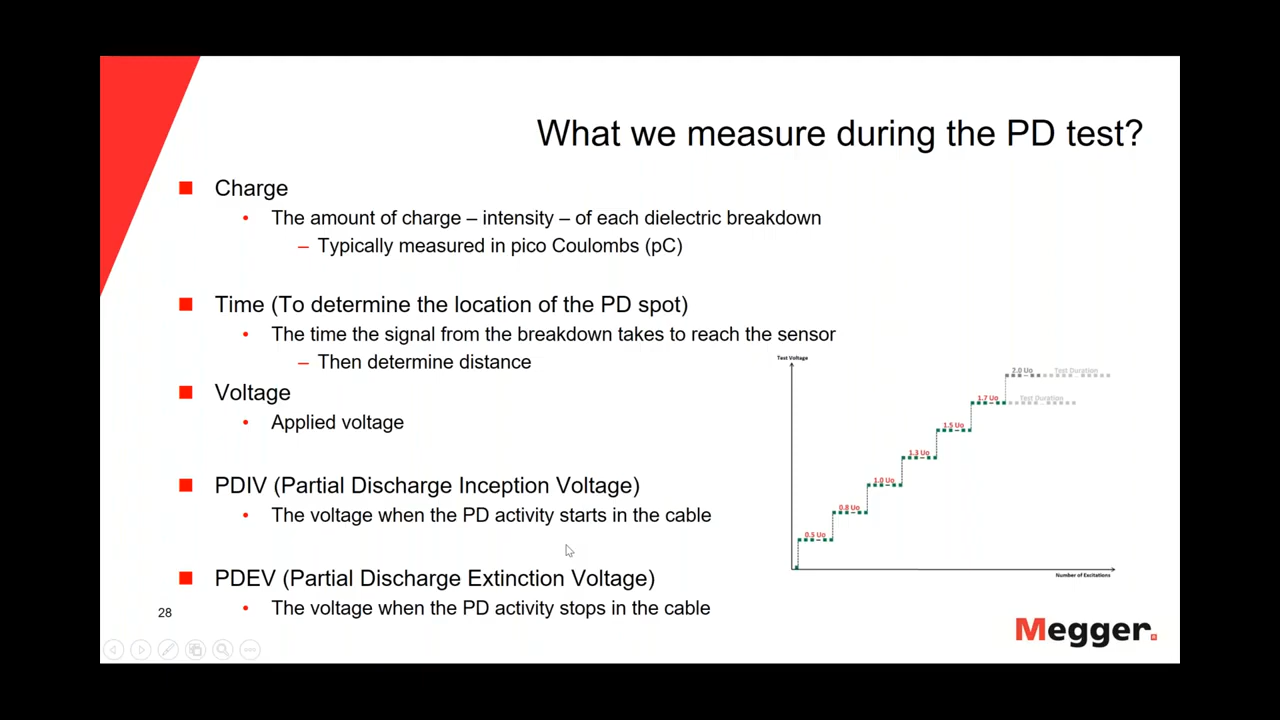 What we measure during the PD test?
Charge
• The amount of charge – intensity – of each dielectric breakdown
– Typically measured in pico Coulombs (pC)
Time (To determine the location of the PD spot)
• The time the signal from the breakdown takes to reach the sensor
– Then determine distance
Voltage
• Applied voltage
PDIV (Partial Discharge Inception Voltage)
• The voltage when the PD activity starts in the cable
PDEV (Partial Discharge Extinction Voltage)
• The voltage when the PD activity stops in the cable
Test Voltage
2.0 Uo Test Duration
1.7 Uo Test Duration
1.5 Uo
1.3 Uo
1.0 Uo
0.8 Uo
0.5 Uo
Number of Excitations
28
Megger.